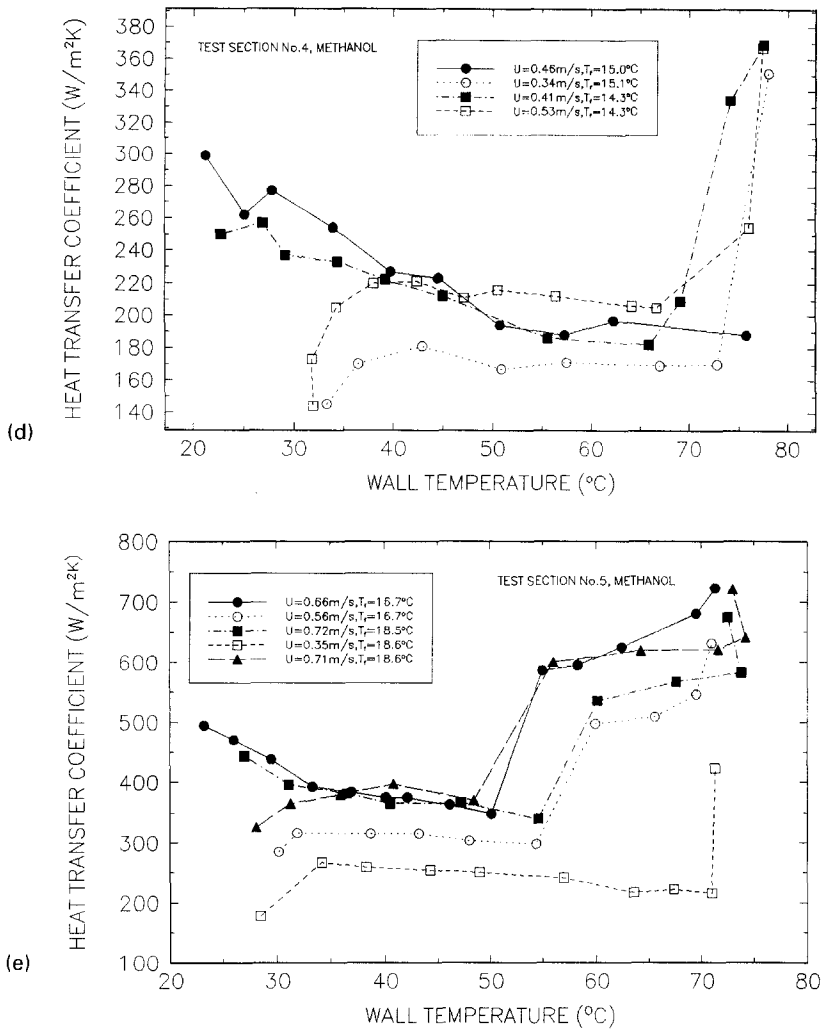 HEAT TRANSFER COEFFICIENT (W/m²K)
380
360
340
320
300
280
260
240
220
200
180
160
140
TEST SECTION No.4, METHANOL
U=0.46m/s,Tf=15.0°C
U=0.34m/s,Tf=15.1°C
U=0.41m/s,Tf=14.3°C
U=0.53m/s,Tf=14.3°C
20 30 40 50 60 70 80
(d)
WALL TEMPERATURE (°C)
HEAT TRANSFER COEFFICIENT (W/m²K)
800
700
600
500
400
300
200
100
U=0.66m/s,Tf=16.7°C
U=0.56m/s,Tf=16.7°C
U=0.72m/s,Tf=18.5°C
U=0.35m/s,Tf=18.6°C
U=0.71m/s,Tf=18.6°C
TEST SECTION No.5, METHANOL
(e)
20 30 40 50 60 70 80
WALL TEMPERATURE (°C)